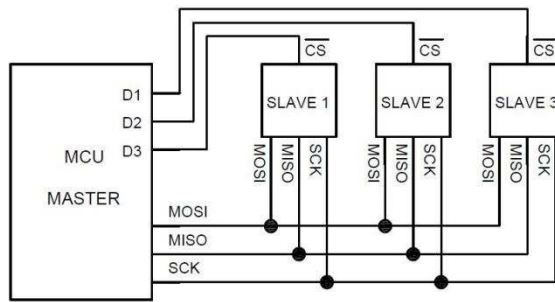 CS CS CS
D1
D2
D3
MCU
MASTER
SLAVE 1 SLAVE 2 SLAVE 3
MOSI MISO SCK MOSI MISO SCK MOSI MISO SCK
MOSI
MISO
SCK